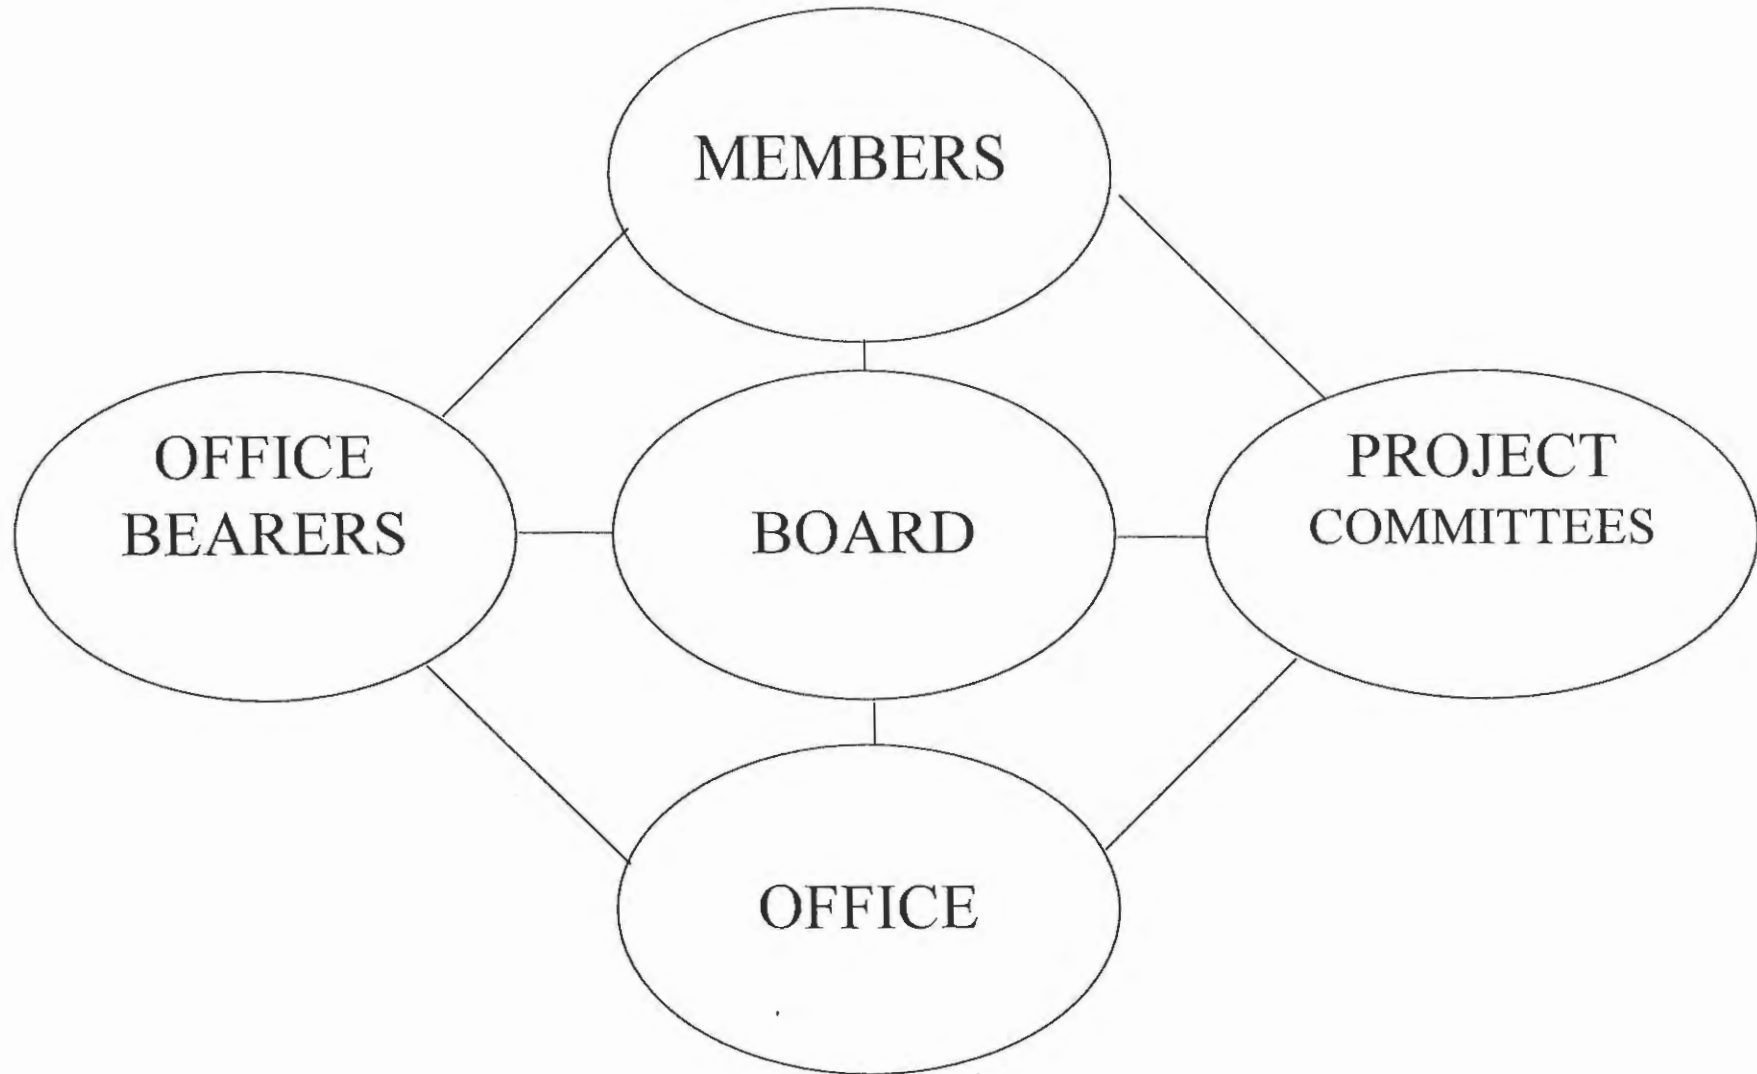 MEMBERS
OFFICE
BEARERS
BOARD
PROJECT
COMMITTEES
OFFICE